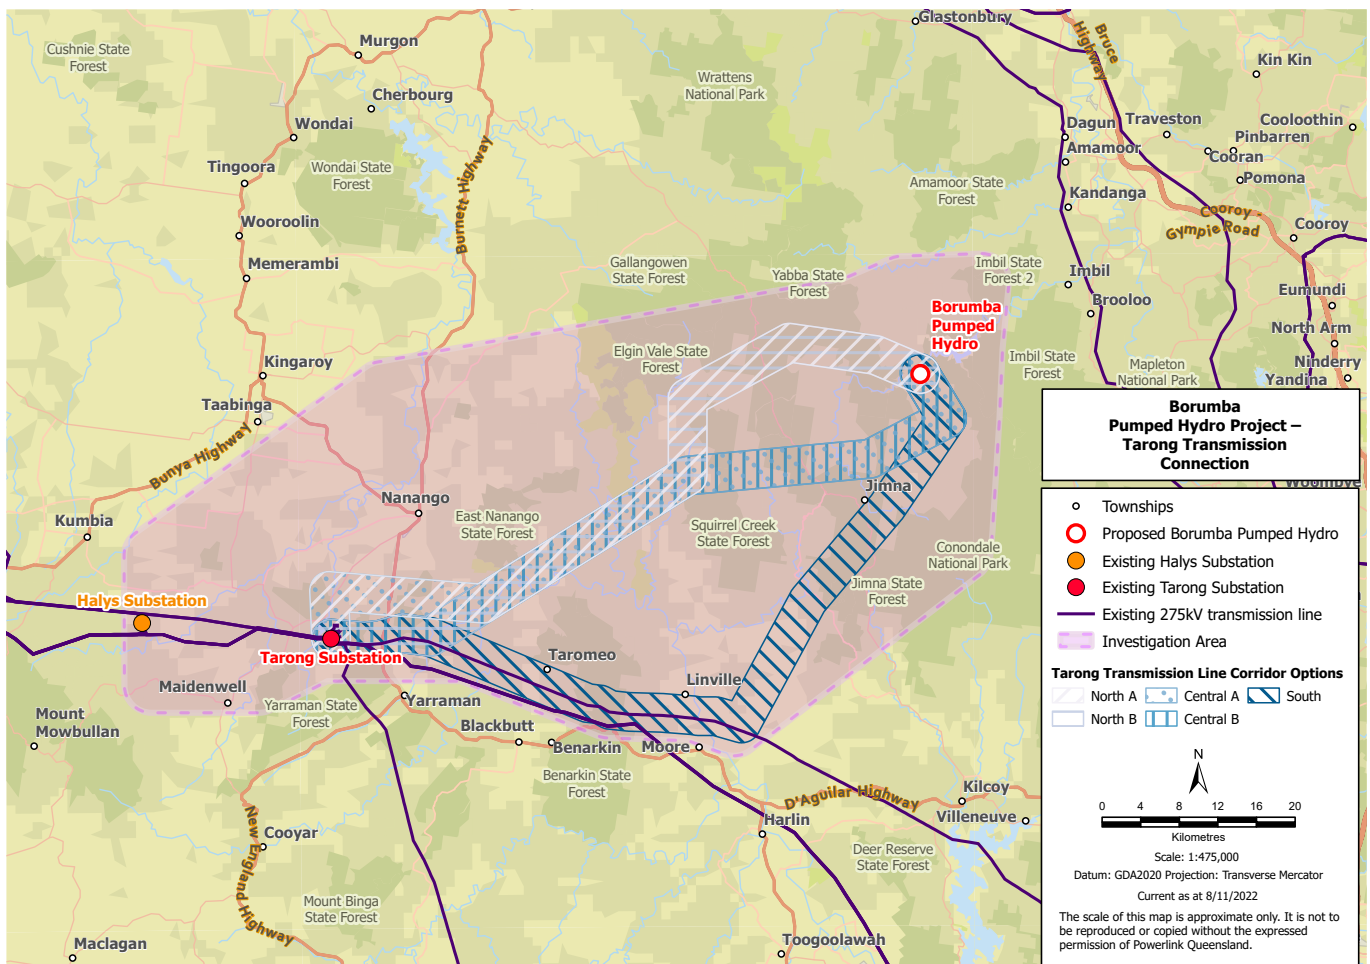 Glastonbury
Murgon
Cushnie State
Forest
Bruce
Highway
Kin Kin
Wrattens
National Park
Cherbourg
Wondai
Dagun
Traveston
Cooloothin
Pinbarren
Amamoor
Cooran
Tingoora
Wondai State
Forest
Burnett Highway
Amamoor State
Forest
Pomona
Kandanga
Wooroolin
Cooroy -
Gympie Road
Cooroy
Memerambi
Gallangowen
State Forest
Yabba State
Forest
Imbil State
Forest 2
Imbil
Eumundi
Brooloo
Borumba
Pumped
Hydro
North Arm
Kingaroy
Elgin Vale State
Forest
Imbil State
Forest
Mapleton
National Park
Ninderry
Yandina
Taabinga
Bunya Highway
Nanango
Jimna
Kumbia
East Nanango
State Forest
Squirrel Creek
State Forest
Conondale
National Park
Jimna State
Forest
Halys Substation
Tarong Substation
Taromeo
Maidenwell
Linville
Yarraman State
Forest
Yarraman
Mount
Mowbullan
Blackbutt
Benarkin
Moore
Benarkin State
Forest
D'Aguilar Highway
Kilcoy
Villeneuve
New England Highway
Cooyar
Harlin
Deer Reserve
State Forest
Mount Binga
State Forest
Maclagan
Toogoolawah
Borumba
Pumped Hydro Project –
Tarong Transmission
Connection
Woombye
Townships
Proposed Borumba Pumped Hydro
Existing Halys Substation
Existing Tarong Substation
Existing 275kV transmission line
Investigation Area
Tarong Transmission Line Corridor Options
North A Central A South
North B Central B
N
0 4 8 12 16 20
Kilometres
Scale: 1:475,000
Datum: GDA2020 Projection: Transverse Mercator
Current as at 8/11/2022
The scale of this map is approximate only. It is not to
be reproduced or copied without the expressed
permission of Powerlink Queensland.